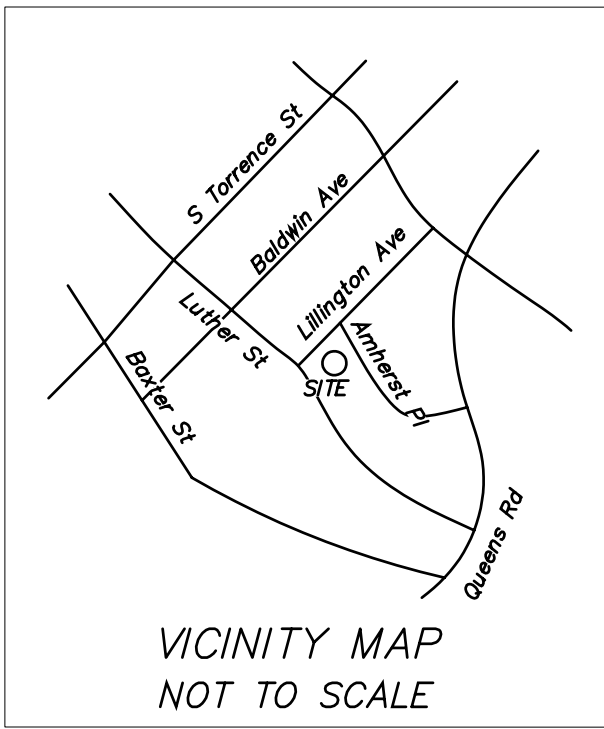 S Torrence St
Baldwin Ave
Lillington Ave
Luther St
Amherst Pl
Baxter St
SITE
Queens Rd
VICINITY MAP
NOT TO SCALE